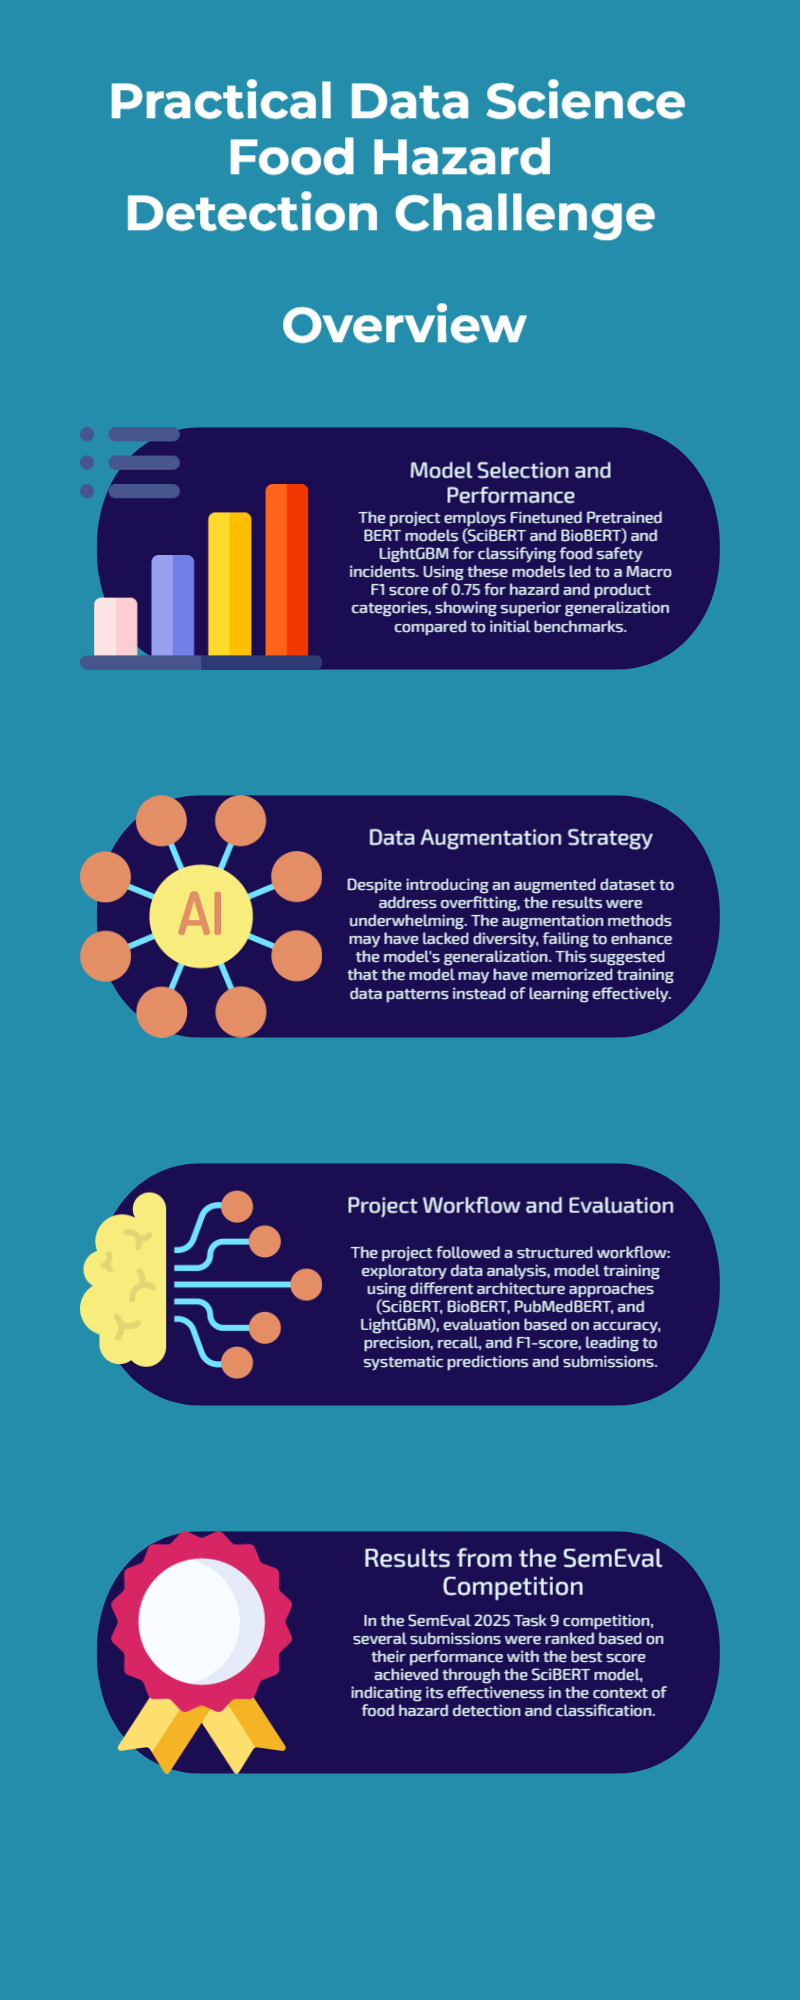 Practical Data Science
Food Hazard
Detection Challenge
Overview
Model Selection and
Performance
The project employs Finetuned Pretrained
BERT models (SciBERT and BioBERT) and
LightGBM for classifying food safety
incidents. Using these models led to a Macro
F1 score of 0.75 for hazard and product
categories, showing superior generalization
compared to initial benchmarks.
AI
Data Augmentation Strategy
Despite introducing an augmented dataset to
address overfitting, the results were
underwhelming. The augmentation methods
may have lacked diversity, failing to enhance
the model's generalization. This suggested
that the model may have memorized training
data patterns instead of learning effectively.
Project Workflow and Evaluation
The project followed a structured workflow:
exploratory data analysis, model training
using different architecture approaches
(SciBERT, BioBERT, PubMedBERT, and
LightGBM), evaluation based on accuracy,
precision, recall, and F1-score, leading to
systematic predictions and submissions.
Results from the SemEval
Competition
In the SemEval 2025 Task 9 competition,
several submissions were ranked based on
their performance with the best score
achieved through the SciBERT model,
indicating its effectiveness in the context of
food hazard detection and classification.